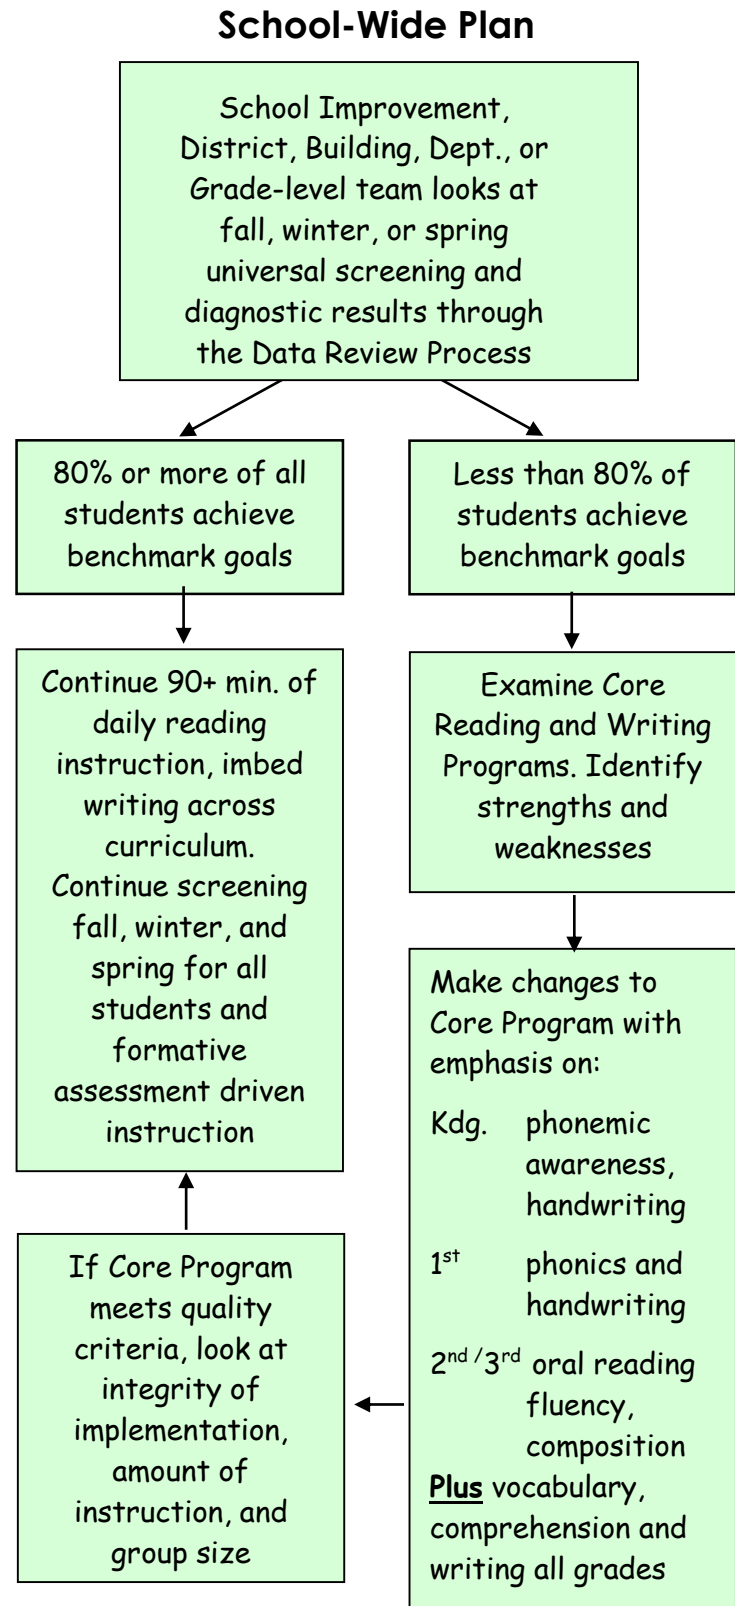 School-Wide Plan
School Improvement,
District, Building, Dept., or
Grade-level team looks at
fall, winter, or spring
universal screening and
diagnostic results through
the Data Review Process
80% or more of all
students achieve
benchmark goals
Less than 80% of
students achieve
benchmark goals
Continue 90+ min. of
daily reading
instruction, imbed
writing across
curriculum.
Continue screening
fall, winter, and
spring for all
students and
formative
assessment driven
instruction
Examine Core
Reading and Writing
Programs. Identify
strengths and
weaknesses
Make changes to
Core Program with
emphasis on:
Kdg. phonemic
awareness,
handwriting
1st phonics and
handwriting
2nd /3rd oral reading
fluency,
composition
Plus vocabulary,
comprehension and
writing all grades
If Core Program
meets quality
criteria, look at
integrity of
implementation,
amount of
instruction, and
group size